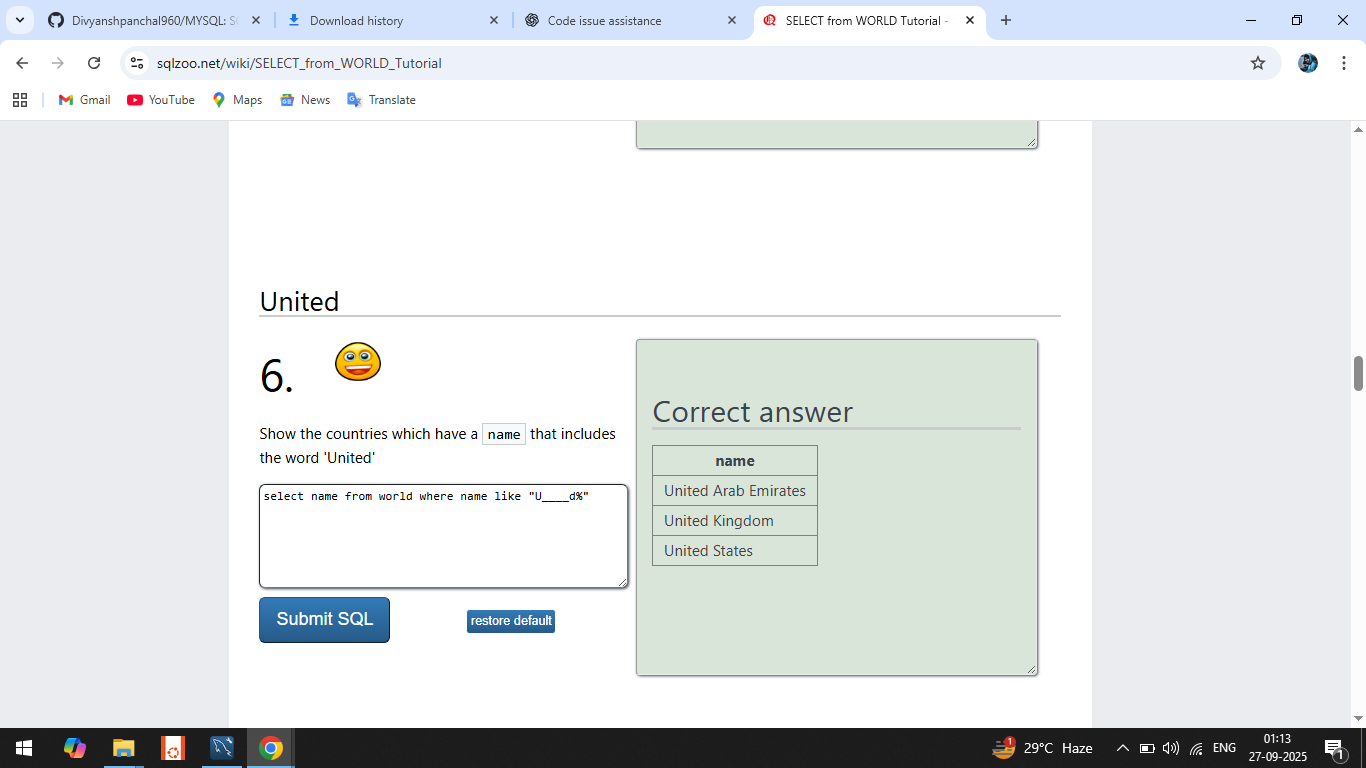 Divyanshpanchal960/MYSQL: S
Download history
Code issue assistance
SELECT from WORLD Tutorial -
sqlzoo.net/wiki/SELECT_from_WORLD_Tutorial
Gmail
YouTube
Maps
News
Translate
United
6.
Show the countries which have a name that includes
the word 'United'
select name from world where name like "U____d%"
Submit SQL
restore default
Correct answer
name
United Arab Emirates
United Kingdom
United States
1
29°C Haze
ENG
01:13
27-09-2025
1